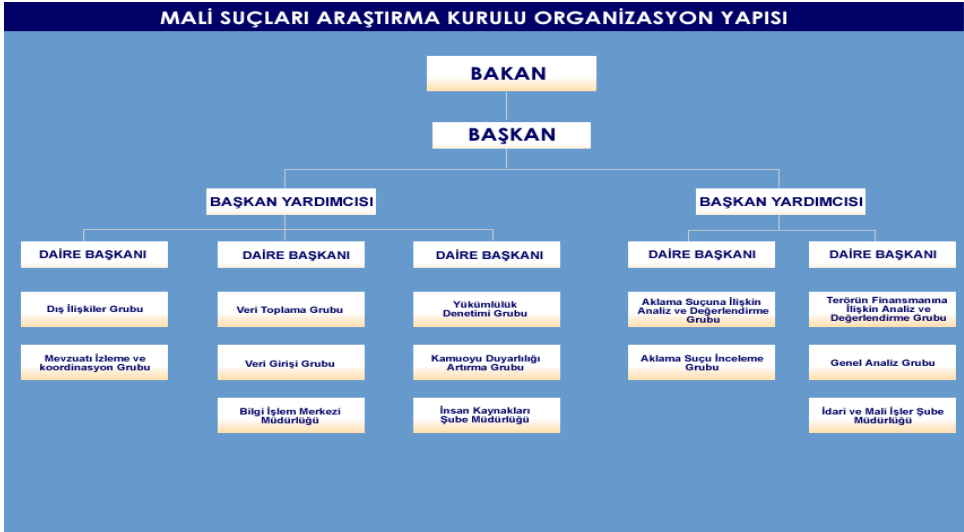 MALİ SUÇLARI ARAŞTIRMA KURULU ORGANİZASYON YAPISI
BAKAN
BAŞKAN
BAŞKAN YARDIMCISI
BAŞKAN YARDIMCISI
DAİRE BAŞKANI
DAİRE BAŞKANI
DAİRE BAŞKANI
DAİRE BAŞKANI
DAİRE BAŞKANI
Dış İlişkiler Grubu
Veri Toplama Grubu
Yükümlülük
Denetimi Grubu
Aklama Suçuna İlişkin
Analiz ve Değerlendirme
Grubu
Terörün Finansmanına
İlişkin Analiz ve
Değerlendirme Grubu
Mevzuatı İzleme ve
koordinasyon Grubu
Veri Girişi Grubu
Kamuoyu Duyarlılığı
Artırma Grubu
Aklama Suçu İnceleme
Grubu
Genel Analiz Grubu
Bilgi İşlem Merkezi
Müdürlüğü
İnsan Kaynakları
Şube Müdürlüğü
İdari ve Mali İşler Şube
Müdürlüğü